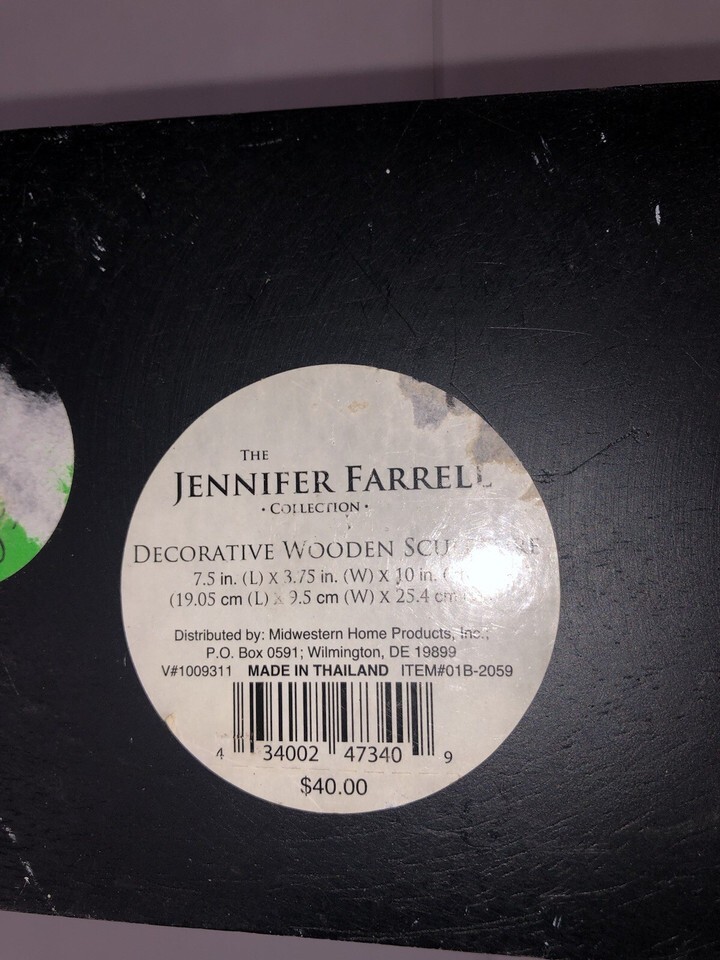 THE
JENNIFER FARRELL
• COLLECTION •
DECORATIVE WOODEN
7.5 in. (L) X 3.75 in. (W) X 10 in.
(19.05 cm (L) X 9.5 cm (W) X 25.4 cm
Distributed by: Midwestern Home Products, Inc.;
P.O. Box 0591; Wilmington, DE 19899
V#1009311 MADE IN THAILAND ITEM#01B-2059
4 34002 47340 9
$40.00